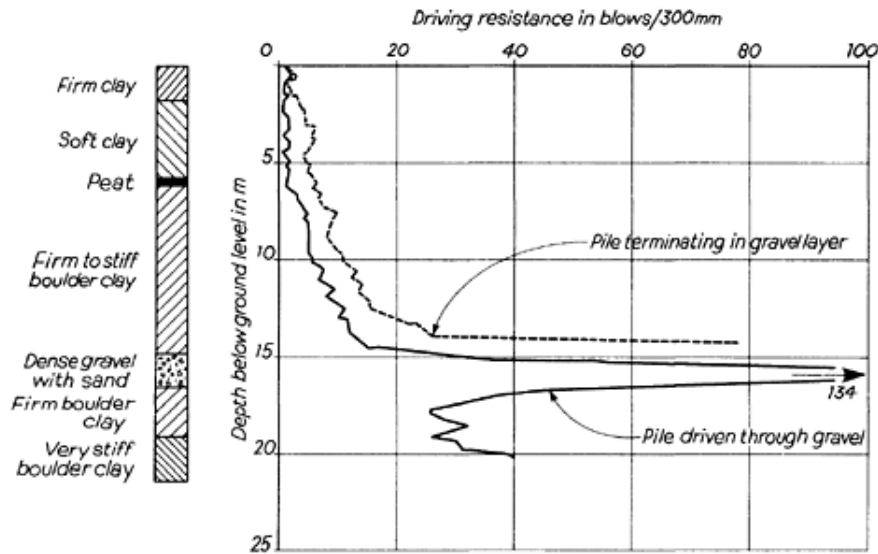 Driving resistance in blows/300mm
0
20
40
60
80
100
Firm clay
Soft clay
Peat
Firm to stiff
boulder clay
Dense gravel
with sand
Firm boulder
clay
Very stiff
boulder clay
Depth below ground level in m
5
10
15
20
25
Pile terminating in gravel layer
134
Pile driven through gravel